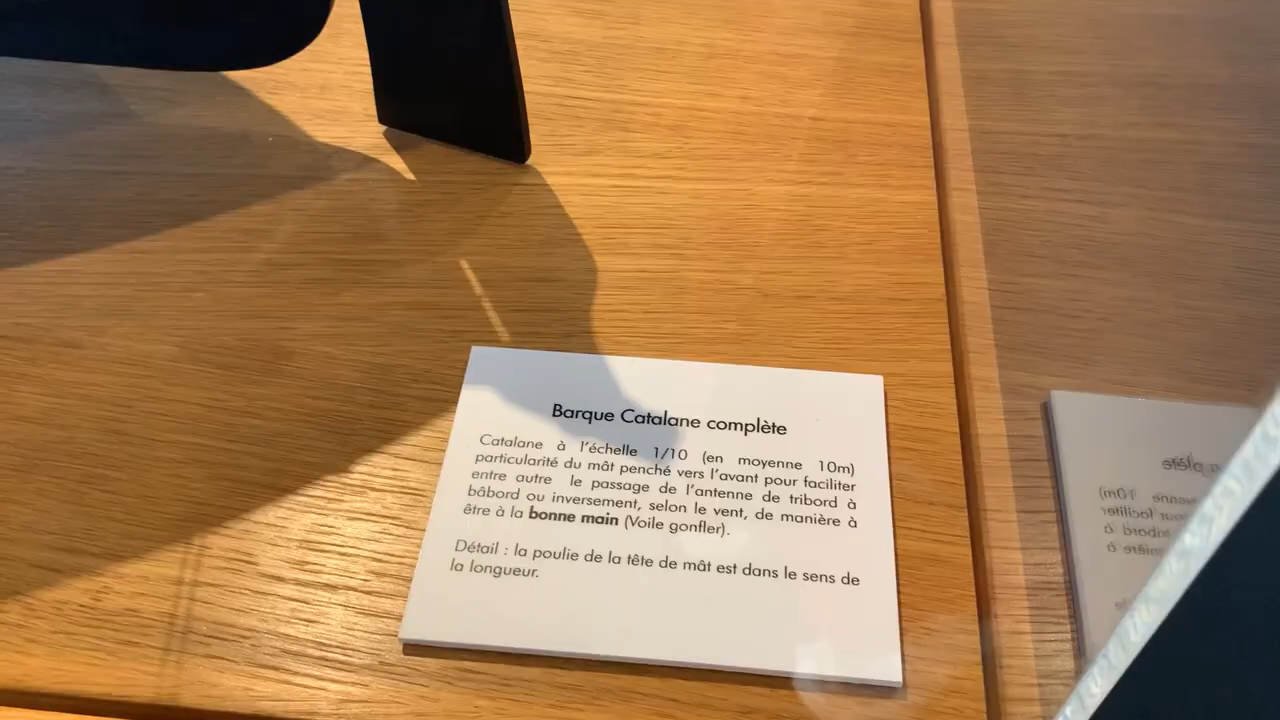 Barque Catalane complète
Catalane à l'échelle 1/10 (en moyenne 10m)
particularité du mât penché vers l'avant pour faciliter
entre autre le passage de l'antenne de tribord à
bâbord ou inversement, selon le vent, de manière à
être à la bonne main (Voile gonfler).
Détail : la poulie de la tête de mât est dans le sens de
la longueur.